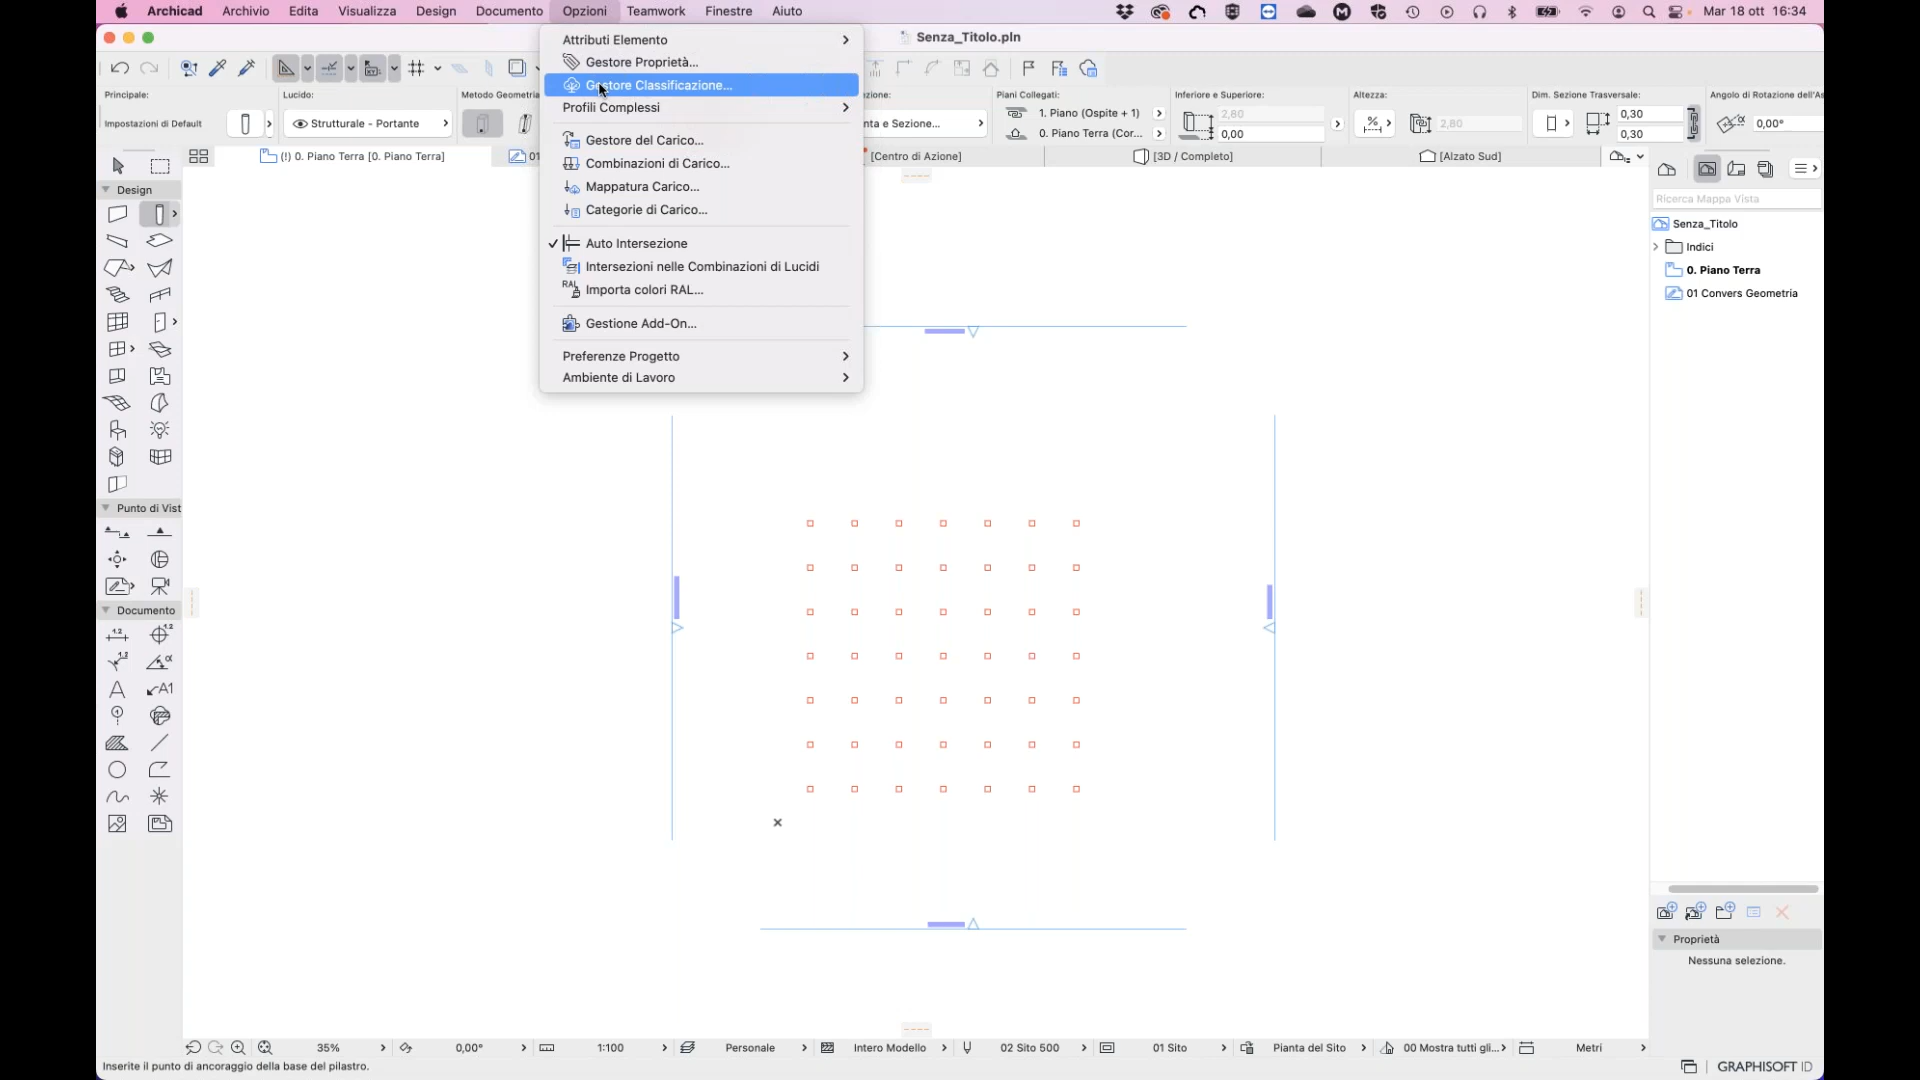 Archicad Archivio Edita Visualizza Design Documento Opzioni Teamwork Finestre Aiuto Mar 18 ott 16:34
Senza_Titolo.pln
Attributi Elemento
Gestore Proprietà...
Gestore Classificazione...
Profili Complessi
Gestore del Carico...
Combinazioni di Carico...
Mappatura Carico...
Categorie di Carico...
Auto Intersezione
Intersezioni nelle Combinazioni di Lucidi
Importa colori RAL...
Gestione Add-On...
Preferenze Progetto
Ambiente di Lavoro
Principale:
Impostazioni di Default
Lucido:
Strutturale - Portante
Metodo Geometria
zione:
nta e Sezione...
Piani Collegati:
1. Piano (Ospite + 1)
0. Piano Terra (Cor...
Inferiore e Superiore:
2,80
0,00
Altezza:
2,80
Dim. Sezione Trasversale:
0,30
0,30
Angolo di Rotazione dell'As
0,00°
(!) 0. Piano Terra [0. Piano Terra]
01
[Centro di Azione]
[3D / Completo]
[Alzato Sud]
Design
Punto di Vist
Documento
Ricerca Mappa Vista
Senza_Titolo
Indici
0. Piano Terra
01 Convers Geometria
Proprietà
Nessuna selezione.
35% 0,00° 1:100 Personale Intero Modello 02 Sito 500 01 Sito Pianta del Sito 00 Mostra tutti gli... Metri
Inserite il punto di ancoraggio della base del pilastro.
GRAPHISOFT ID